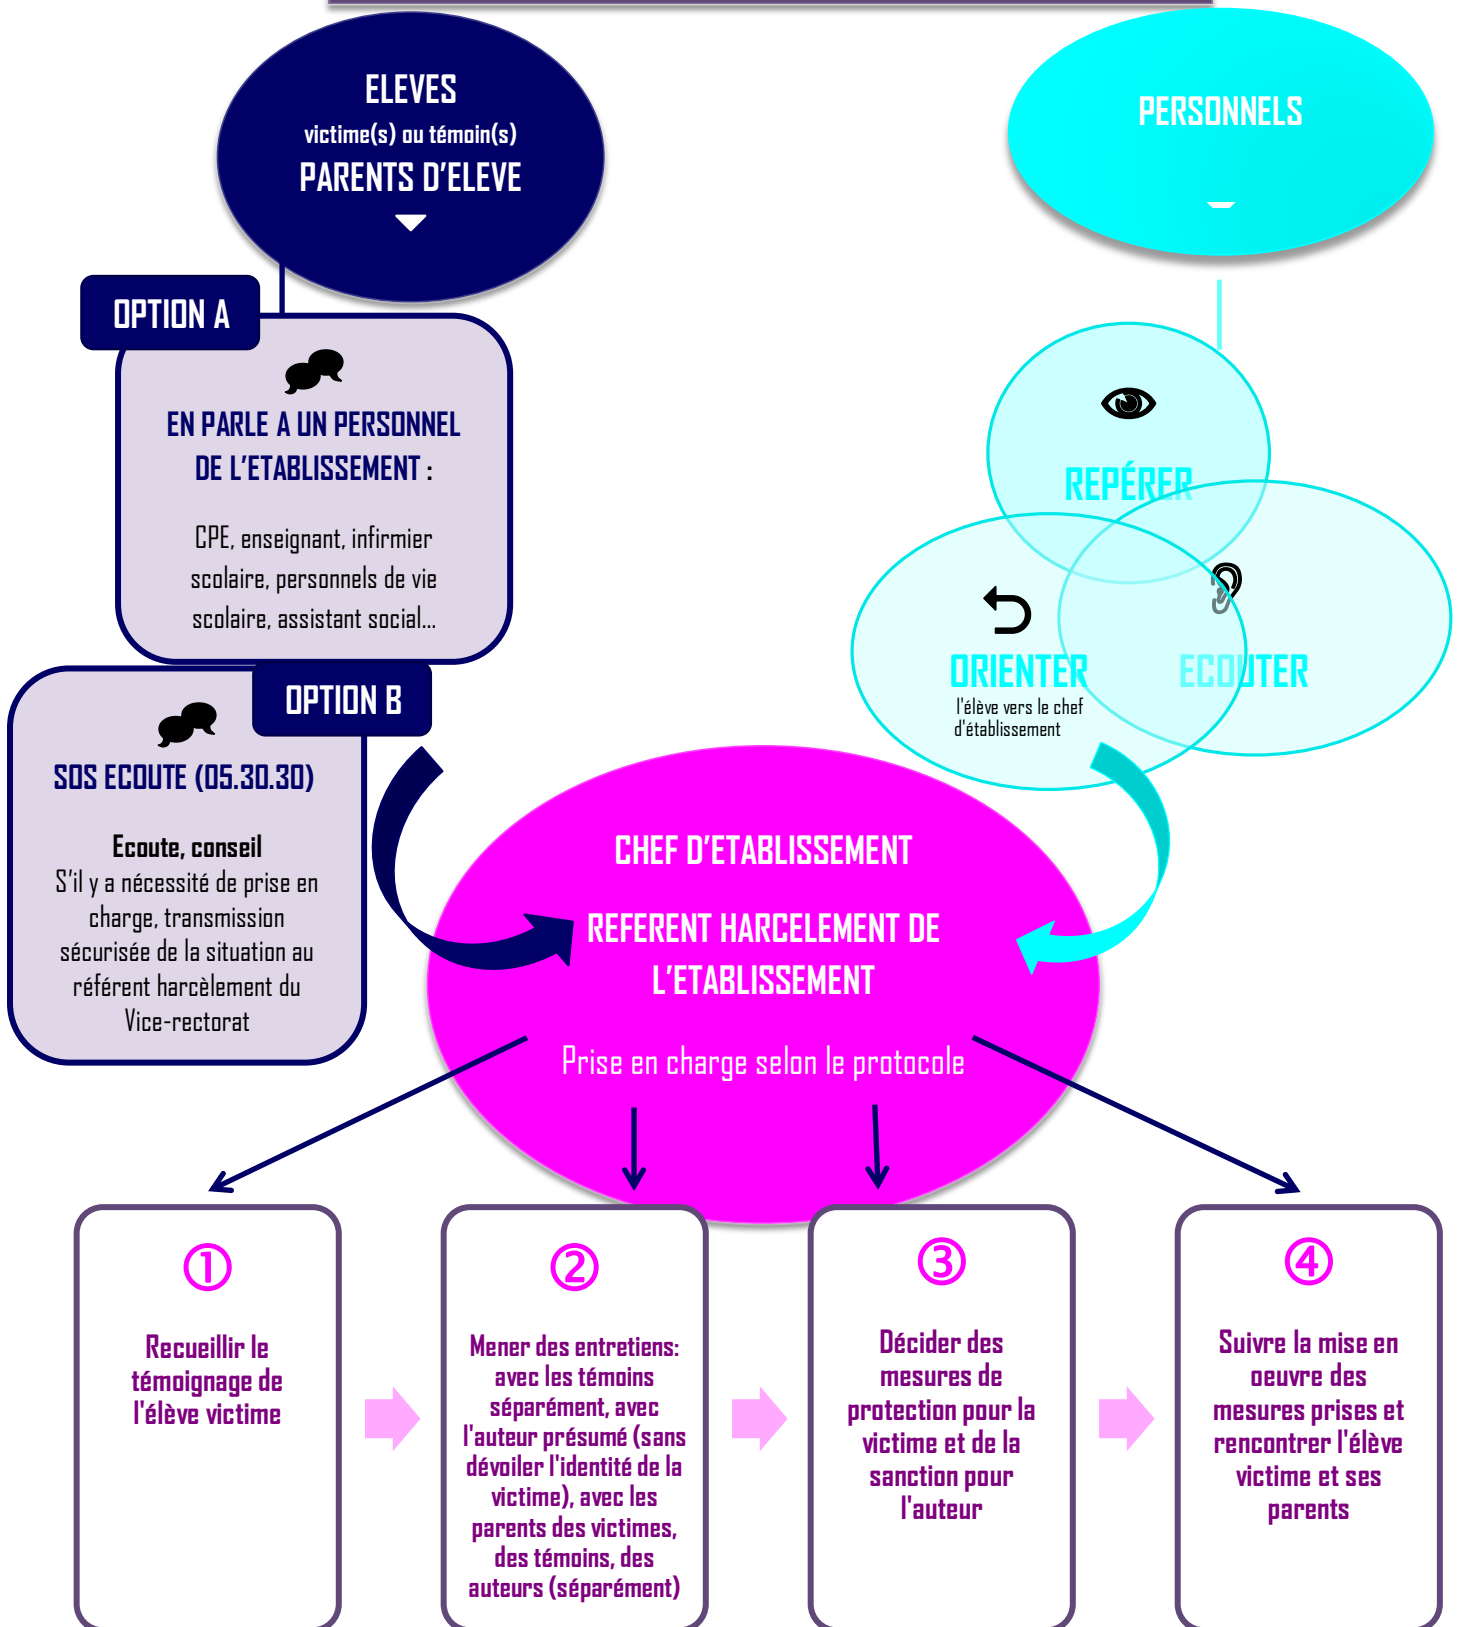 ELEVES
victime(s) ou témoin(s)
PARENTS D'ELEVE
PERSONNELS
OPTION A
EN PARLE A UN PERSONNEL
DE L'ETABLISSEMENT :
CPE, enseignant, infirmier
scolaire, personnels de vie
scolaire, assistant social...
OPTION B
SOS ECOUTE (05.30.30)
Ecoute, conseil
S'il y a nécessité de prise en
charge, transmission
sécurisée de la situation au
référent harcèlement du
Vice-rectorat
REPÉRER
ECOUTER
ORIENTER
l'élève vers le chef
d'établissement
CHEF D'ETABLISSEMENT
REFERENT HARCELEMENT DE
L'ETABLISSEMENT
Prise en charge selon le protocole
①
Recueillir le
témoignage de
l'élève victime
②
Mener des entretiens:
avec les témoins
séparément, avec
l'auteur présumé (sans
dévoiler l'identité de la
victime), avec les
parents des victimes,
des témoins, des
auteurs (séparément)
③
Décider des
mesures de
protection pour la
victime et de la
sanction pour
l'auteur
④
Suivre la mise en
oeuvre des
mesures prises et
rencontrer l'élève
victime et ses
parents